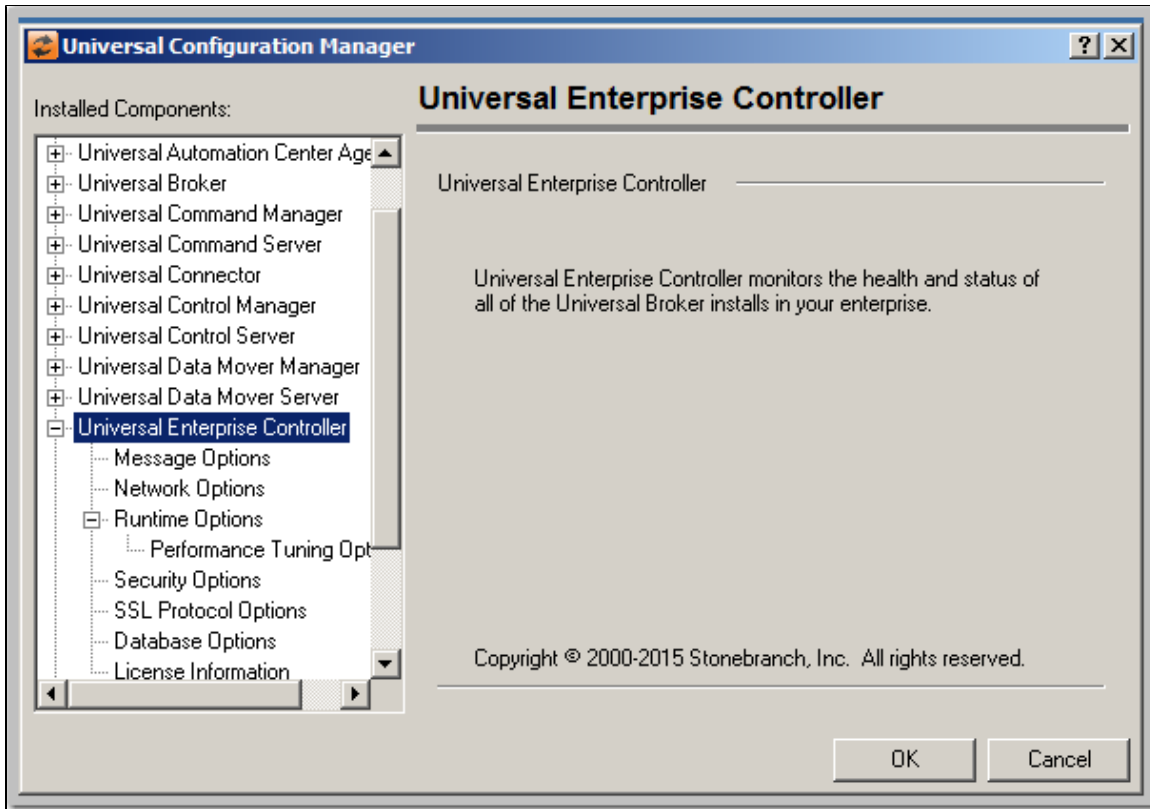 Universal Configuration Manager
Installed Components:
Universal Automation Center Age
Universal Broker
Universal Command Manager
Universal Command Server
Universal Connector
Universal Control Manager
Universal Control Server
Universal Data Mover Manager
Universal Data Mover Server
Universal Enterprise Controller
Message Options
Network Options
Runtime Options
Performance Tuning Opt
Security Options
SSL Protocol Options
Database Options
License Information
Universal Enterprise Controller
Universal Enterprise Controller
Universal Enterprise Controller monitors the health and status of
all of the Universal Broker installs in your enterprise.
Copyright © 2000-2015 Stonebranch, Inc. All rights reserved.
OK Cancel